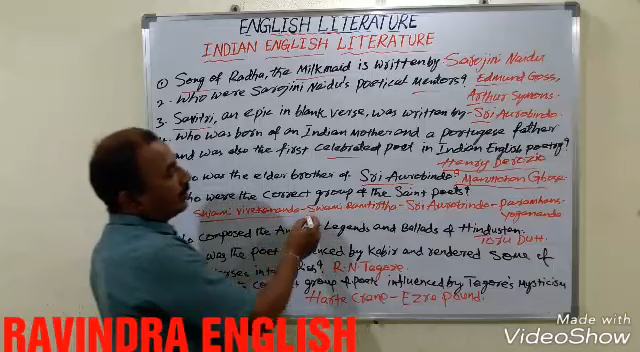 ENGLISH LITERATURE
INDIAN ENGLISH LITERATURE
① Song of Radha, the Milkmaid is written by Sarojini Naidu
2. Who were Sarojini Naidu's poetical Mentors? Edmund Goss,
Arthur Symons.
3. Savitri, an epic in blank verse, was written by- Sri Aurobindo.
Who was born of an Indian mother and a portugese father
and was also the first celebrated poet in Indian English poetry?
Henry Derozio
was the elder brother of Sri Aurobindo? Manmohan Ghose.
were the correct group of the Saint poets?
Swami Vivekananda- Swami Ramtirtha- Sri Aurobindo- Paramhans-
Yogananda
composed the Legends and Ballads of Hindustan.
Toru Dutt.
was the poet by Kabir and rendered some of
R.N. Tagore.
group of poets influenced by Tagore's mysticism
Harte Crane- Ezra pound.
RAVINDRA ENGLISH
Made with
VideoShow